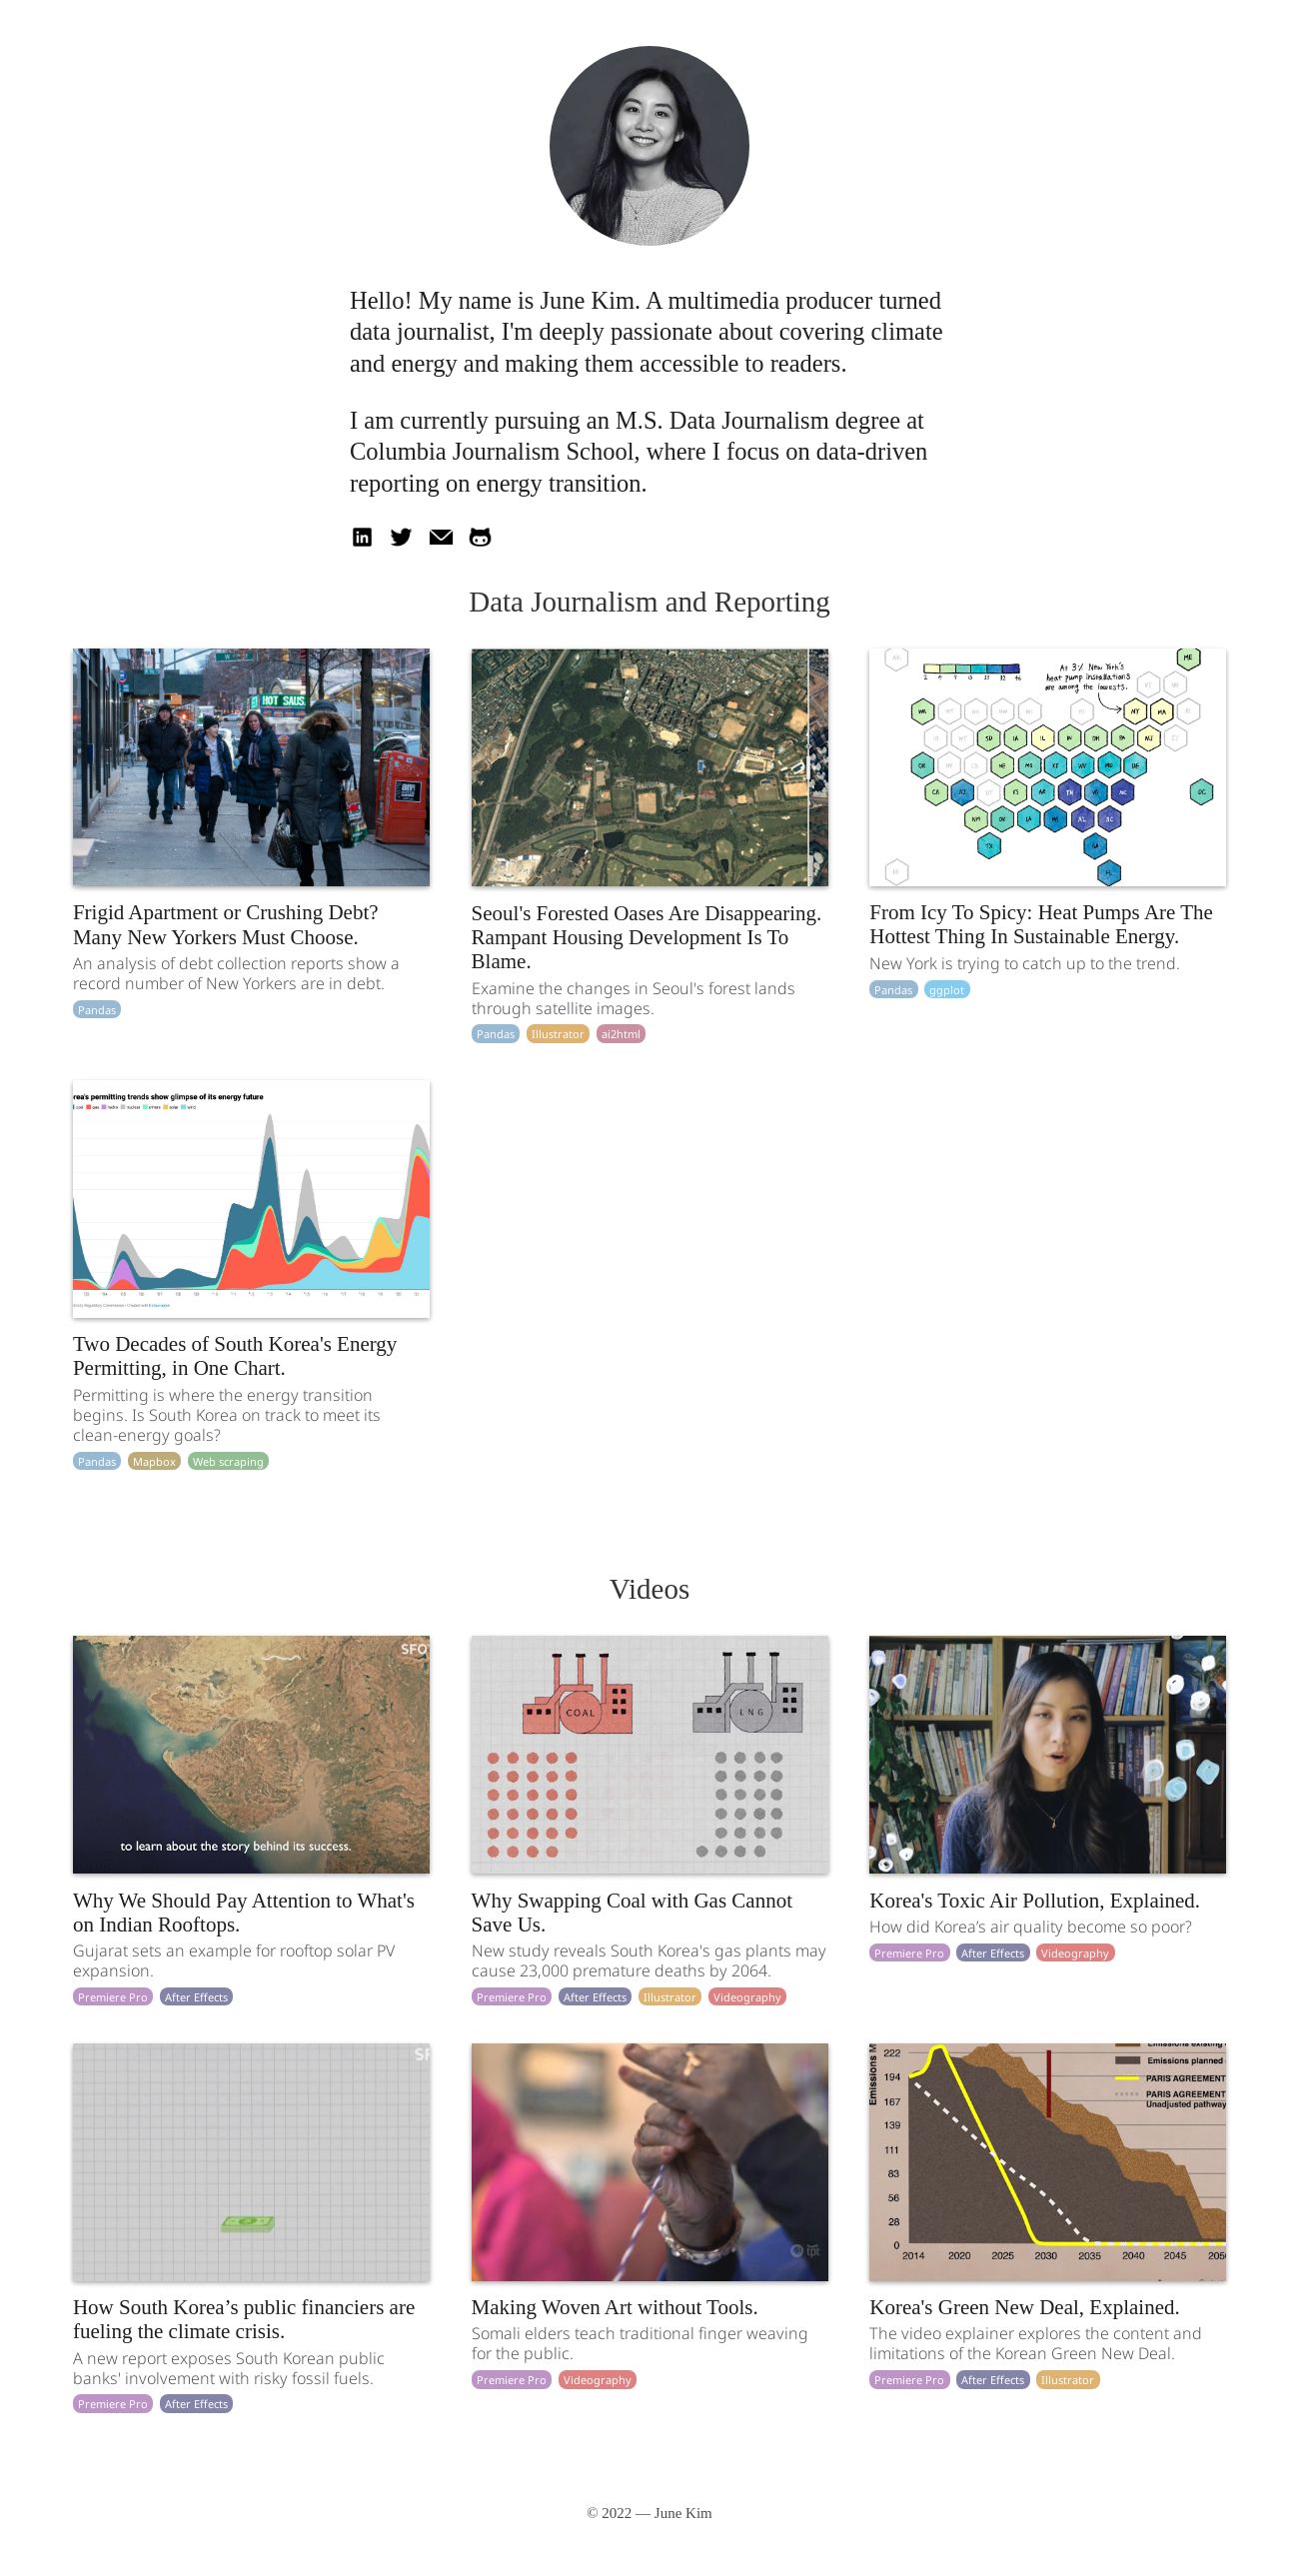 Hello! My name is June Kim. A multimedia producer turned
data journalist, I'm deeply passionate about covering climate
and energy and making them accessible to readers.
I am currently pursuing an M.S. Data Journalism degree at
Columbia Journalism School, where I focus on data-driven
reporting on energy transition.
in
Data Journalism and Reporting
HOT SAUS
At 3% New York's
heat pump installations
are among the lowests.
ME
NY MA
Frigid Apartment or Crushing Debt?
Many New Yorkers Must Choose.
An analysis of debt collection reports show a
record number of New Yorkers are in debt.
Pandas
Seoul's Forested Oases Are Disappearing.
Rampant Housing Development Is To
Blame.
Examine the changes in Seoul's forest lands
through satellite images.
Pandas Illustrator ai2html
From Icy To Spicy: Heat Pumps Are The
Hottest Thing In Sustainable Energy.
New York is trying to catch up to the trend.
Pandas ggplot
rea's permitting trends show glimpse of its energy future
Two Decades of South Korea's Energy
Permitting, in One Chart.
Permitting is where the energy transition
begins. Is South Korea on track to meet its
clean-energy goals?
Pandas Mapbox Web scraping
Videos
SFO
to learn about the story behind its success.
COAL
LNG
Why We Should Pay Attention to What's
on Indian Rooftops.
Gujarat sets an example for rooftop solar PV
expansion.
Premiere Pro After Effects
Why Swapping Coal with Gas Cannot
Save Us.
New study reveals South Korea's gas plants may
cause 23,000 premature deaths by 2064.
Premiere Pro After Effects Illustrator Videography
Korea's Toxic Air Pollution, Explained.
How did Korea’s air quality become so poor?
Premiere Pro After Effects Videography
SF
tpt
Emissions M
Emissions existing
Emissions planned
PARIS AGREEMENT
PARIS AGREEMENT
Unadjusted pathway
222
194
167
139
111
83
56
28
0
2014 2020 2025 2030 2035 2040 2045 205
How South Korea’s public financiers are
fueling the climate crisis.
A new report exposes South Korean public
banks' involvement with risky fossil fuels.
Premiere Pro After Effects
Making Woven Art without Tools.
Somali elders teach traditional finger weaving
for the public.
Premiere Pro Videography
Korea's Green New Deal, Explained.
The video explainer explores the content and
limitations of the Korean Green New Deal.
Premiere Pro After Effects Illustrator
© 2022 — June Kim